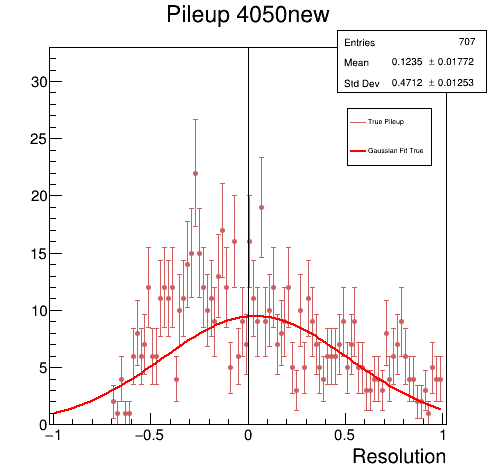 Pileup 4050new
Entries 707
Mean 0.1235 ± 0.01772
Std Dev 0.4712 ± 0.01253
True Pileup
Gaussian Fit True
30
25
20
15
10
5
0
−1 −0.5 0 0.5 1
Resolution